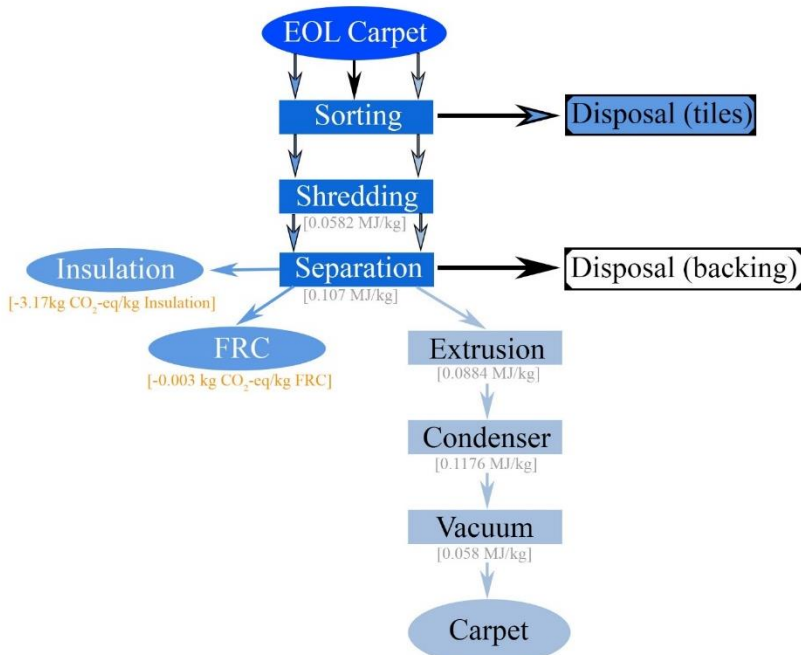 EOL Carpet
Sorting
Disposal (tiles)
Shredding
[0.0582 MJ/kg]
Insulation
Separation
Disposal (backing)
[-3.17kg CO₂-eq/kg Insulation]
[0.107 MJ/kg]
FRC
Extrusion
[-0.003 kg CO₂-eq/kg FRC]
[0.0884 MJ/kg]
Condenser
[0.1176 MJ/kg]
Vacuum
[0.058 MJ/kg]
Carpet